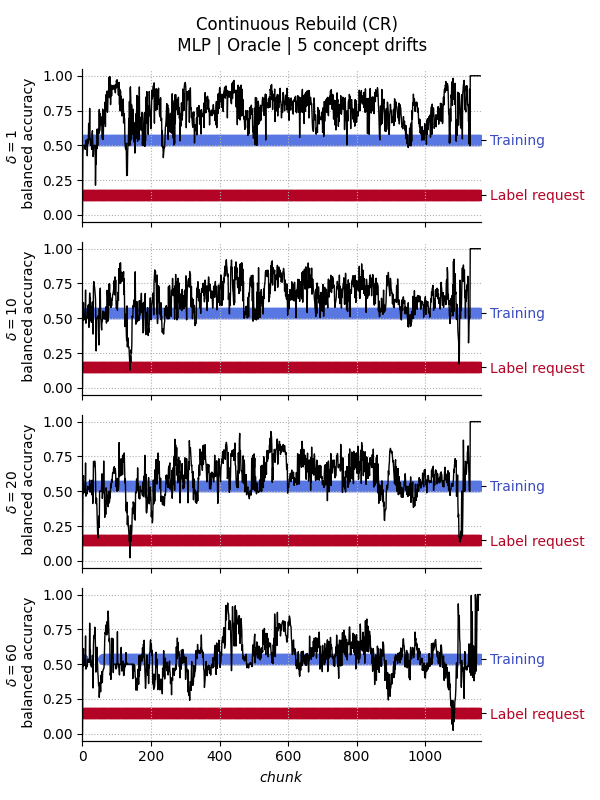 Continuous Rebuild (CR)
MLP | Oracle | 5 concept drifts
δ = 1
balanced accuracy
1.00
0.75
0.50
0.25
0.00
Training
Label request
δ = 10
balanced accuracy
1.00
0.75
0.50
0.25
0.00
Training
Label request
δ = 20
balanced accuracy
1.00
0.75
0.50
0.25
0.00
Training
Label request
δ = 60
balanced accuracy
1.00
0.75
0.50
0.25
0.00
Training
Label request
0 200 400 600 800 1000
chunk